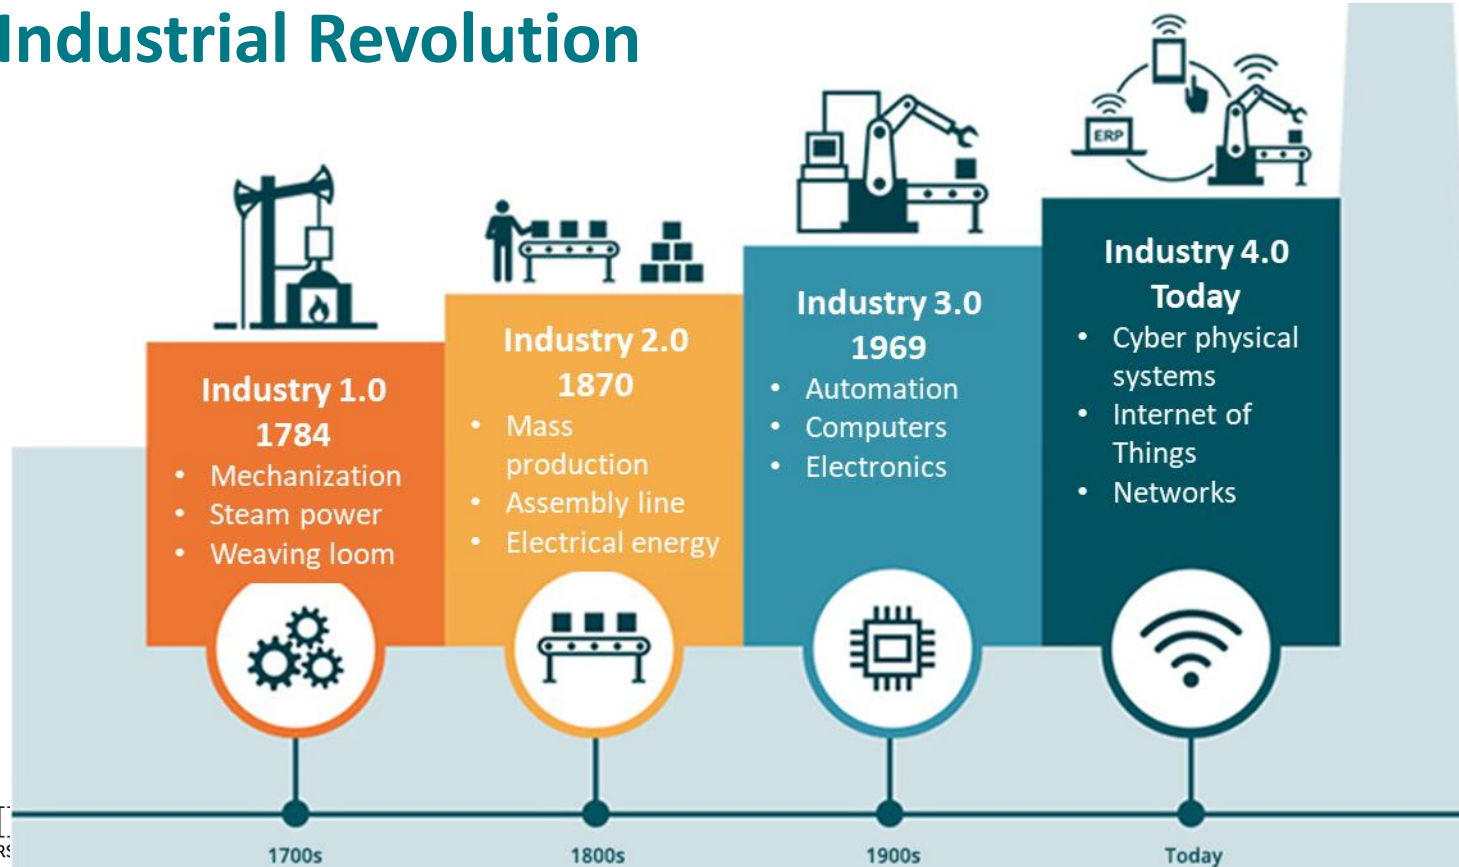 Industrial Revolution
ERP
Industry 1.0
1784
• Mechanization
• Steam power
• Weaving loom
Industry 2.0
1870
• Mass
production
• Assembly line
• Electrical energy
Industry 3.0
1969
• Automation
• Computers
• Electronics
Industry 4.0
Today
• Cyber physical
systems
• Internet of
Things
• Networks
1700s
1800s
1900s
Today